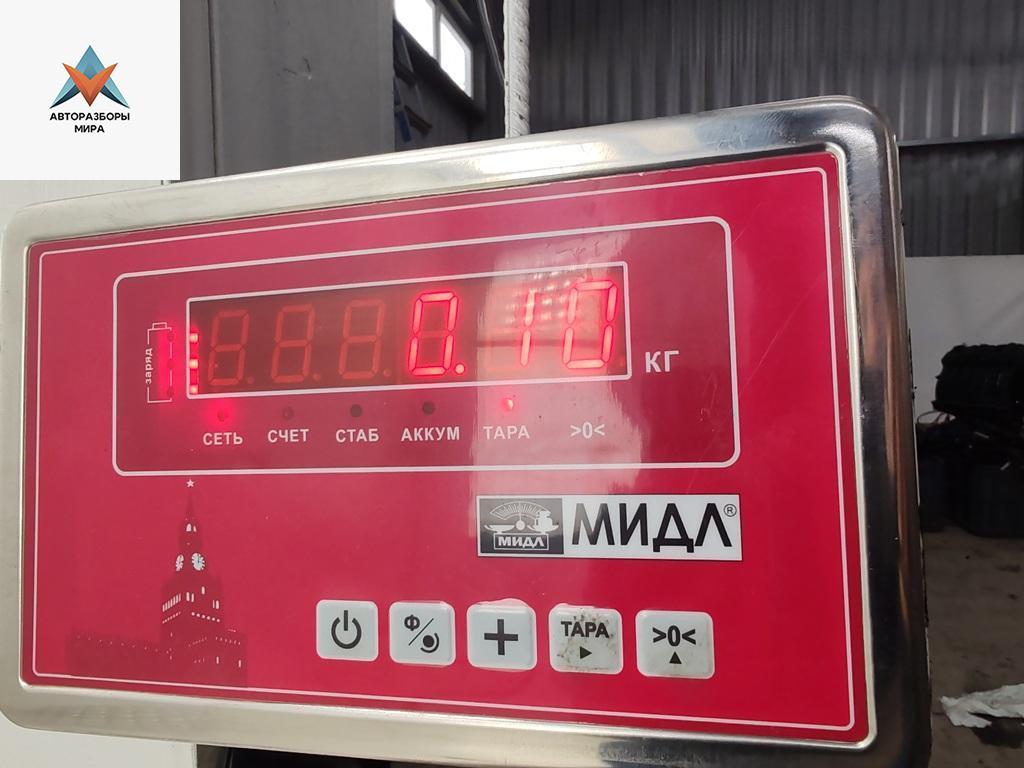 АВТОРАЗБОРЫ
МИРА
заряд
0.10 КГ
СЕТЬ СЧЕТ СТАБ АККУМ ТАРА >0<
МИДЛ МИДЛ®
Ф ТАРА >0<